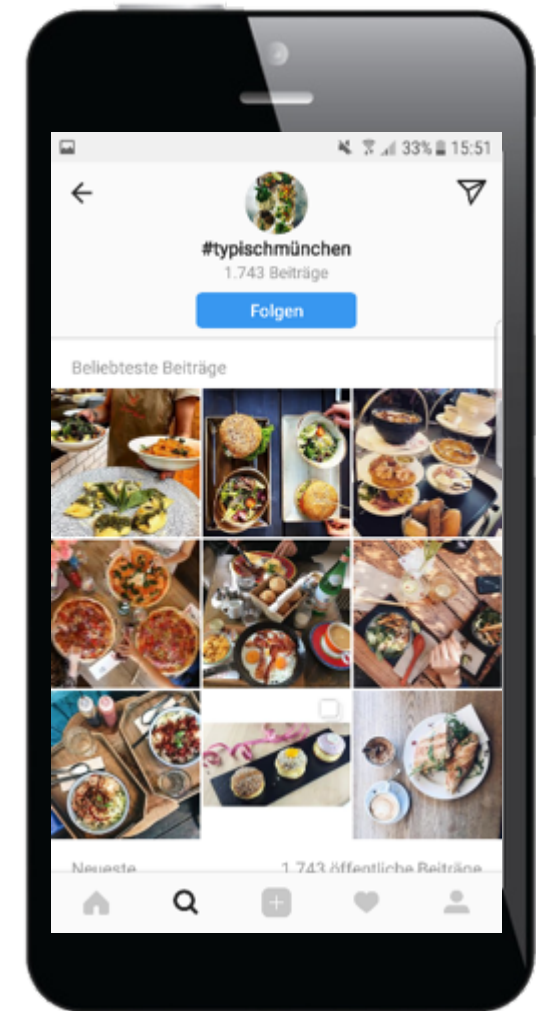 33% 15:51
#typischmünchen
1.743 Beiträge
Folgen
Beliebteste Beiträge
Neueste 1.743 öffentliche Beiträge